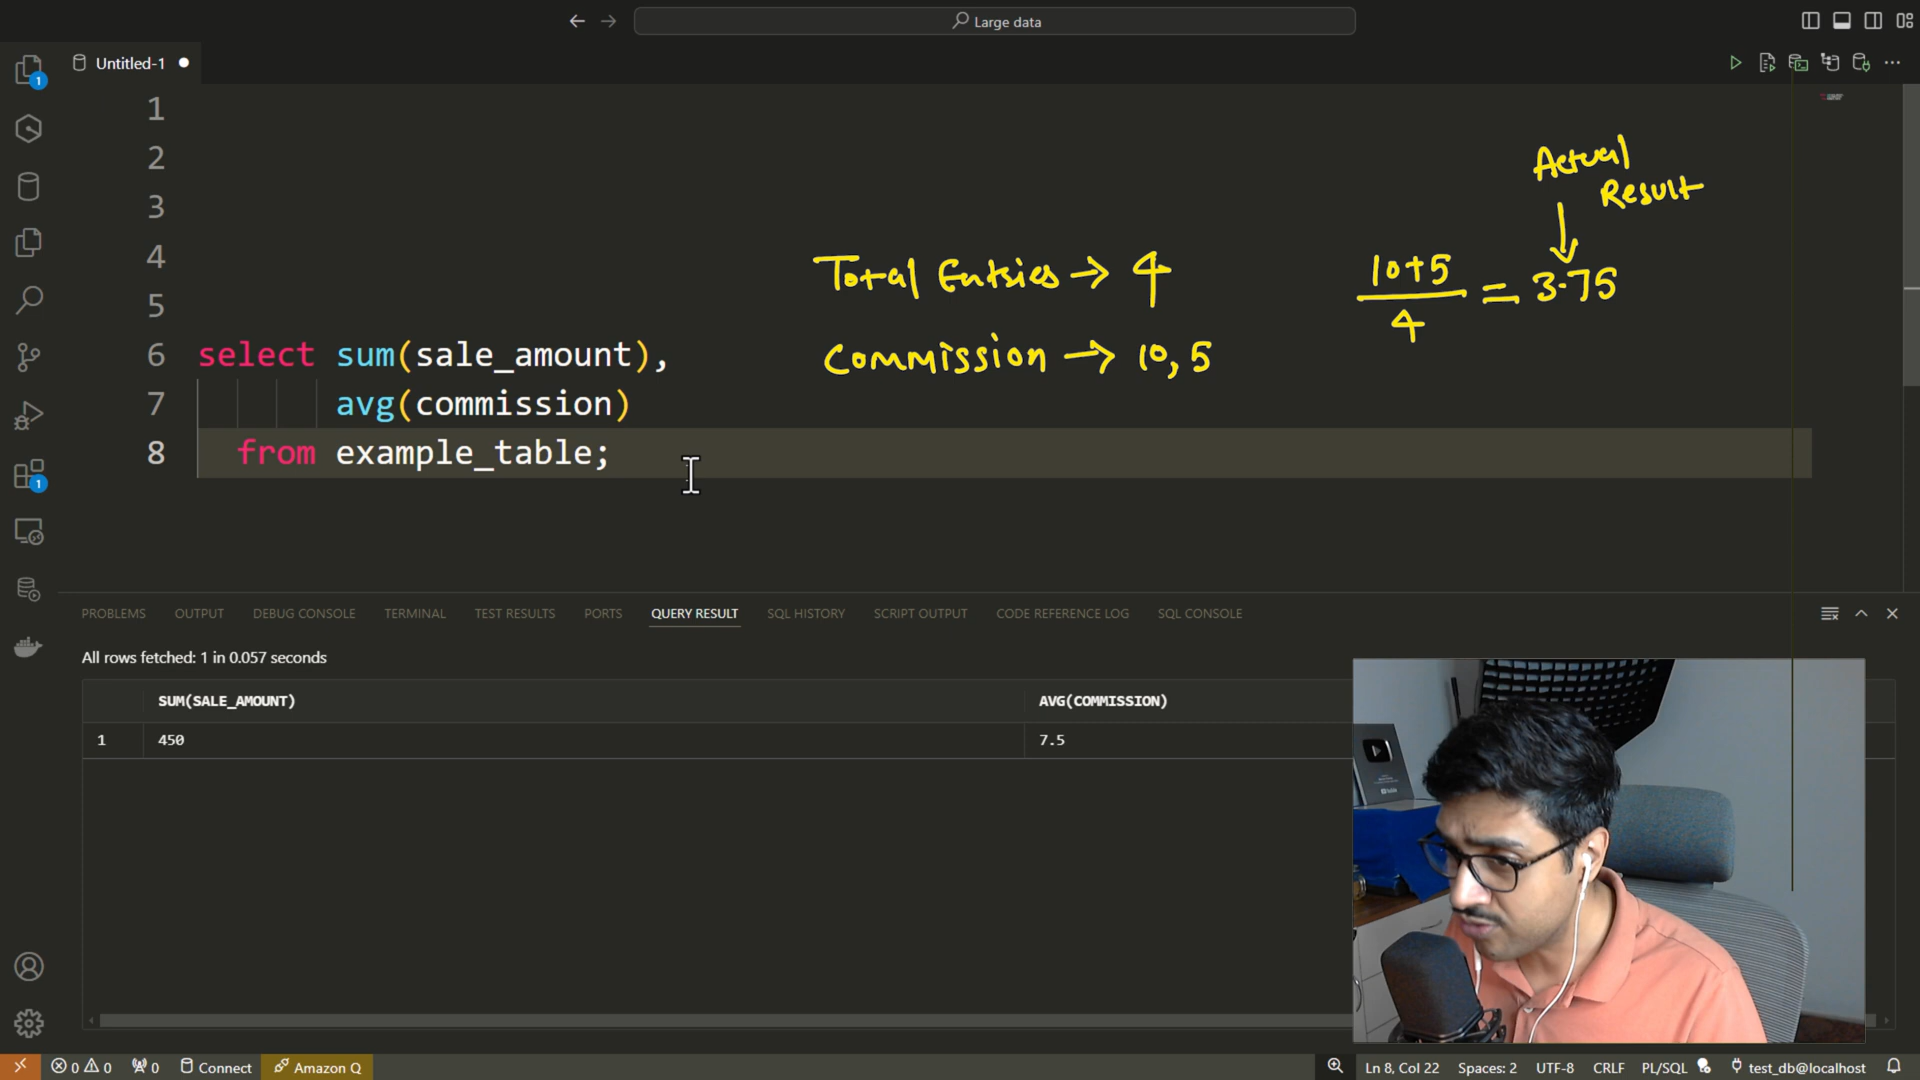 Large data
Untitled-1
1
1
2
3
4
5
6 select sum(sale_amount),
7 avg(commission)
8 from example_table;
Total Entries → 4
Commission → 10, 5
Actual
Result
10+5
4
= 3.75
1
PROBLEMS OUTPUT DEBUG CONSOLE TERMINAL TEST RESULTS PORTS QUERY RESULT SQL HISTORY SCRIPT OUTPUT CODE REFERENCE LOG SQL CONSOLE
All rows fetched: 1 in 0.057 seconds
SUM(SALE_AMOUNT) AVG(COMMISSION)
1 450 7.5
0 0 0 Connect Amazon Q Ln 8, Col 22 Spaces: 2 UTF-8 CRLF PL/SQL test_db@localhost